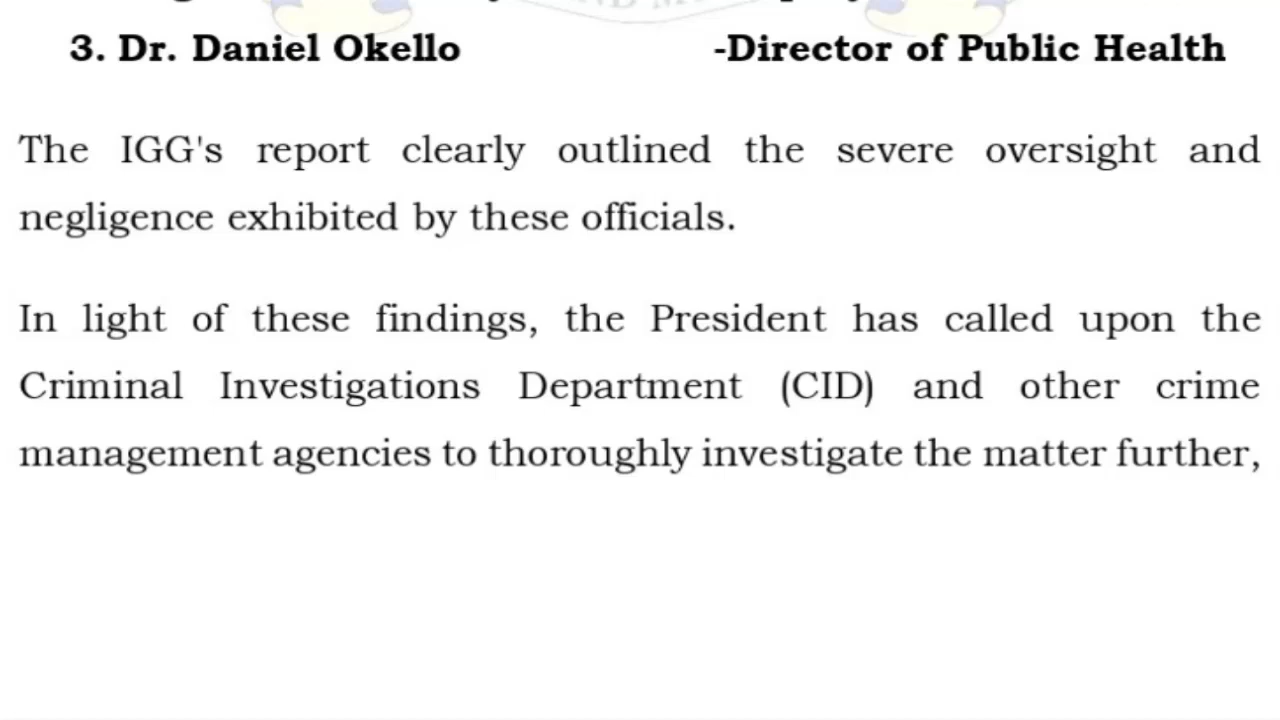 3. Dr. Daniel Okello -Director of Public Health
The IGG's report clearly outlined the severe oversight and
negligence exhibited by these officials.
In light of these findings, the President has called upon the
Criminal Investigations Department (CID) and other crime
management agencies to thoroughly investigate the matter further,